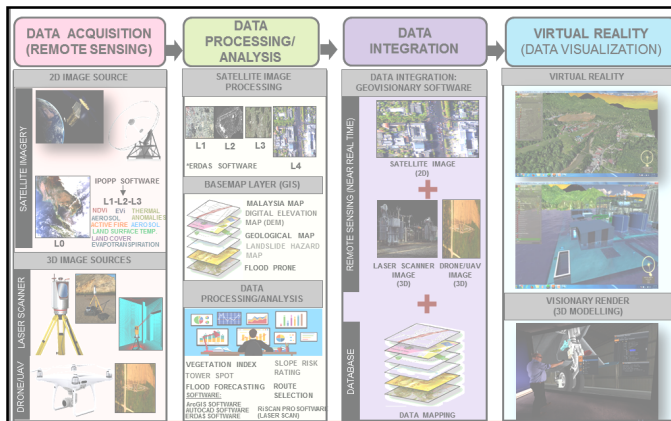 DATA ACQUISITION
(REMOTE SENSING)
2D IMAGE SOURCE
SATELLITE IMAGERY
IPOPP SOFTWARE
L1-L2-L3
NDVI EVI THERMAL
AEROSOL ANOMALIES
ACTIVE FIRE AEROSOL
LAND SURFACE TEMP.
LAND COVER
EVAPOTRANSPIRATION
L0
3D IMAGE SOURCES
LASER SCANNER
DRONE/UAV
DATA
PROCESSING/
ANALYSIS
SATELLITE IMAGE
PROCESSING
L1
L2
L3
L4
*ERDAS SOFTWARE
BASEMAP LAYER (GIS)
MALAYSIA MAP
DIGITAL ELEVATION
MAP (DEM)
GEOLOGICAL MAP
LANDSLIDE HAZARD
MAP
FLOOD PRONE
DATA
PROCESSING/ANALYSIS
VEGETATION INDEX
TOWER SPOT
FLOOD FORECASTING
SLOPE RISK
RATING
ROUTE
SELECTION
SOFTWARE:
ArcGIS SOFTWARE
AUTOCAD SOFTWARE
ERDAS SOFTWARE
RiSCAN PRO SOFTWARE
(LASER SCAN)
DATA
INTEGRATION
DATA INTEGRATION:
GEOVISIONARY SOFTWARE
REMOTE SENSING (NEAR REAL TIME)
SATELLITE IMAGE
(2D)
LASER SCANNER
IMAGE
(3D)
DRONE/UAV
IMAGE
(3D)
DATABASE
DATA MAPPING
VIRTUAL REALITY
(DATA VISUALIZATION)
VIRTUAL REALITY
VISIONARY RENDER
(3D MODELLING)